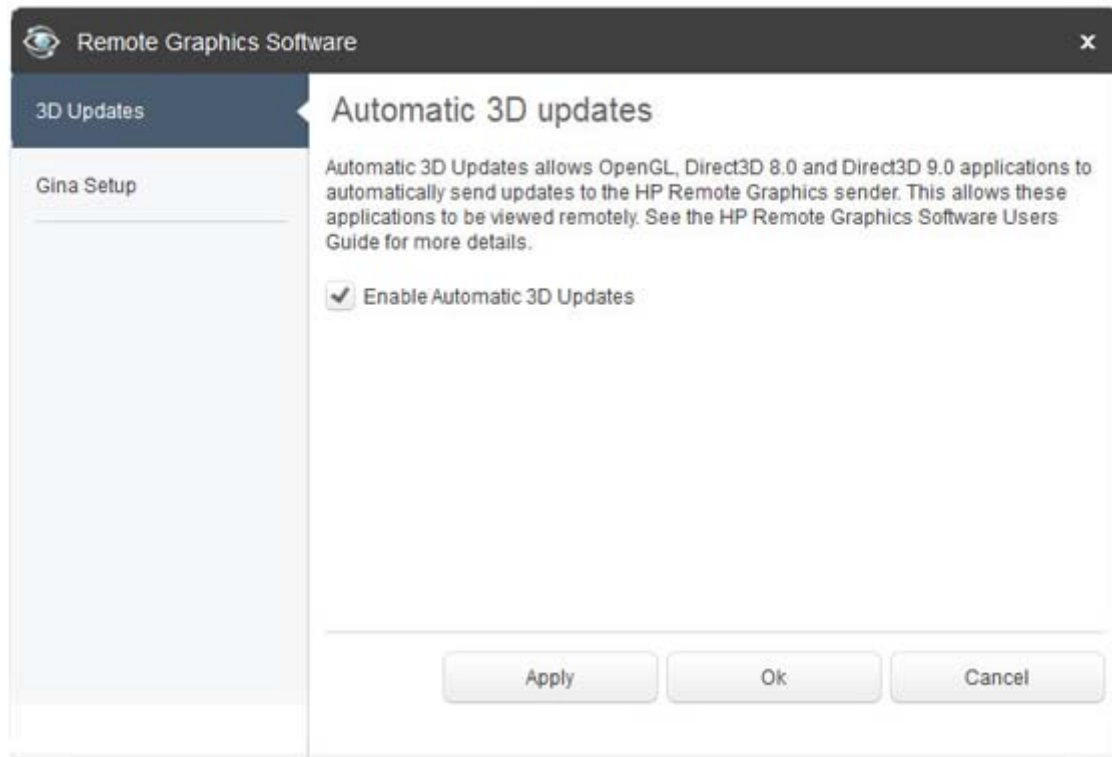 Remote Graphics Software
x
3D Updates
Gina Setup
Automatic 3D updates
Automatic 3D Updates allows OpenGL, Direct3D 8.0 and Direct3D 9.0 applications to
automatically send updates to the HP Remote Graphics sender. This allows these
applications to be viewed remotely. See the HP Remote Graphics Software Users
Guide for more details.
Enable Automatic 3D Updates
Apply
Ok
Cancel